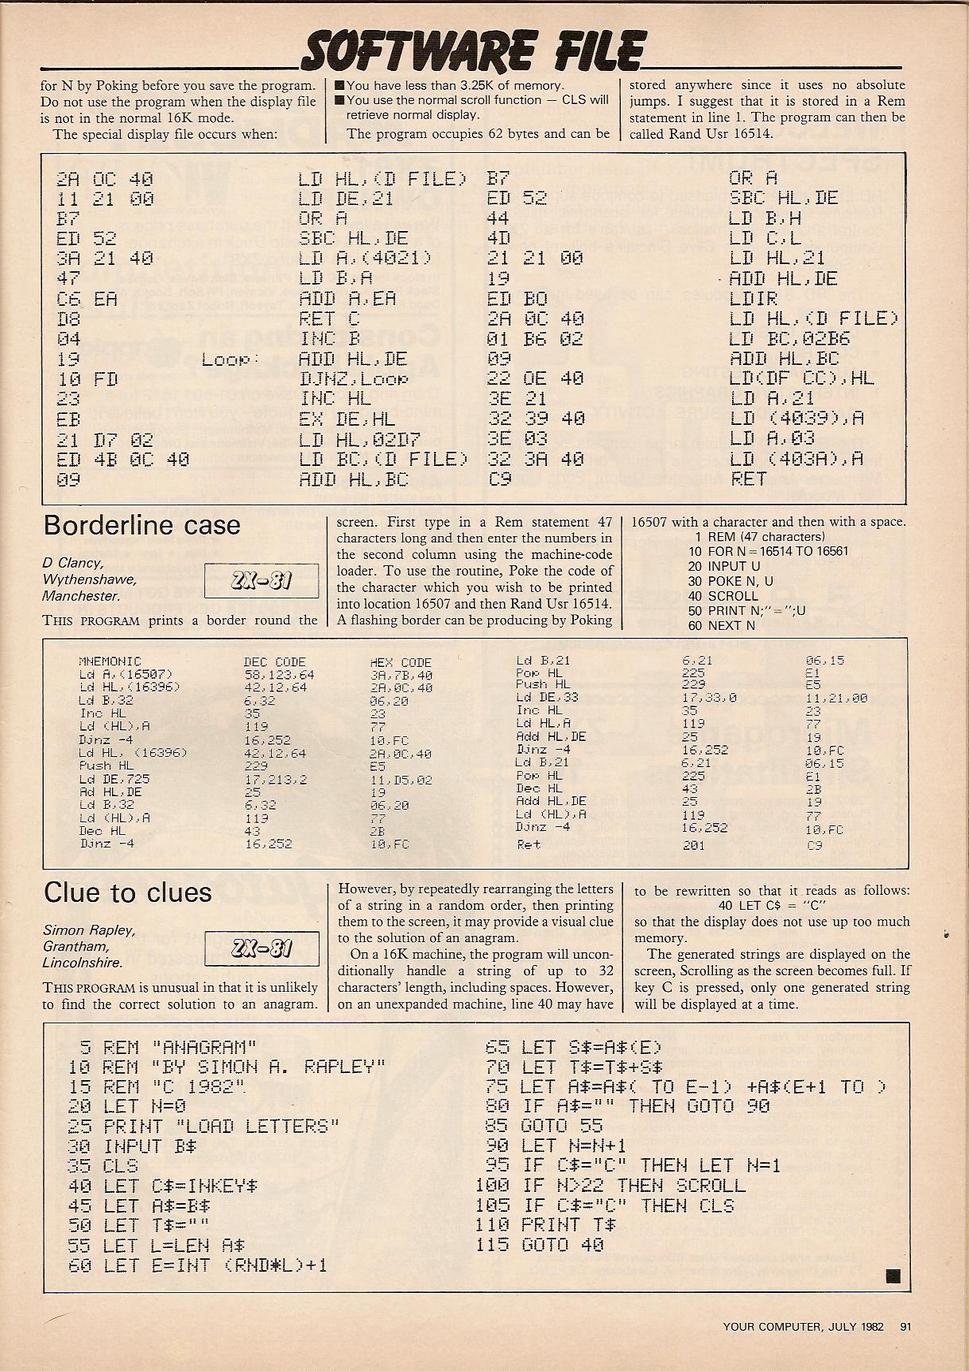 SOFTWARE FILE
for N by Poking before you save the program.
Do not use the program when the display file
is not in the normal 16K mode.
The special display file occurs when:
■You have less than 3.25K of memory.
■You use the normal scroll function — CLS will
retrieve normal display.
The program occupies 62 bytes and can be
stored anywhere since it uses no absolute
jumps. I suggest that it is stored in a Rem
statement in line 1. The program can then be
called Rand Usr 16514.
2A 0C 40 LD HL,(D FILE)
11 21 00 LD DE,21
B7 OR A
ED 52 SBC HL,DE
3A 21 40 LD A,(4021)
47 LD B,A
C6 EA ADD A,EA
D8 RET C
04 INC B
19 Loop: ADD HL,DE
10 FD DJNZ,Loop
23 INC HL
EB EX DE,HL
21 D7 02 LD HL,02D7
ED 4B 0C 40 LD BC,(D FILE)
09 ADD HL,BC
B7 OR A
ED 52 SBC HL,DE
44 LD B,H
4D LD C,L
21 21 00 LD HL,21
19 ADD HL,DE
ED B0 LDIR
2A 0C 40 LD HL,(D FILE)
01 B6 02 LD BC,02B6
09 ADD HL,BC
22 0E 40 LD(DF CC),HL
3E 21 LD A,21
32 39 40 LD (4039),A
3E 03 LD A,03
32 3A 40 LD (403A),A
C9 RET
Borderline case
D Clancy,
Wythenshawe,
Manchester.
ZX-81
THIS PROGRAM prints a border round the
screen. First type in a Rem statement 47
characters long and then enter the numbers in
the second column using the machine-code
loader. To use the routine, Poke the code of
the character which you wish to be printed
into location 16507 and then Rand Usr 16514.
A flashing border can be producing by Poking
16507 with a character and then with a space.
1 REM (47 characters)
10 FOR N = 16514 TO 16561
20 INPUT U
30 POKE N, U
40 SCROLL
50 PRINT N;"=";U
60 NEXT N
MNEMONIC DEC CODE HEX CODE
Ld A,(16507) 58,123,64 3A,7B,40
Ld HL,(16396) 42,12,64 2A,0C,40
Ld B,32 6,32 06,20
Inc HL 35 23
Ld (HL),A 119 77
Djnz -4 16,252 10,FC
Ld HL, (16396) 42,12,64 2A,0C,40
Push HL 229 E5
Ld DE,725 17,213,2 11,D5,02
Ad HL,DE 25 19
Ld B,32 6,32 06,20
Ld (HL),A 119 77
Dec HL 43 2B
Djnz -4 16,252 10,FC
Ld B,21 6,21 06,15
Pop HL 225 E1
Push HL 229 E5
Ld DE,33 17,33,0 11,21,00
Inc HL 35 23
Ld HL,A 119 77
Add HL,DE 25 19
Djnz -4 16,252 10,FC
Ld B,21 6,21 06,15
Pop HL 225 E1
Dec HL 43 2B
Add HL,DE 25 19
Ld (HL),A 119 77
Djnz -4 16,252 10,FC
Ret 201 C9
Clue to clues
Simon Rapley,
Grantham,
Lincolnshire.
ZX-81
THIS PROGRAM is unusual in that it is unlikely
to find the correct solution to an anagram.
However, by repeatedly rearranging the letters
of a string in a random order, then printing
them to the screen, it may provide a visual clue
to the solution of an anagram.
On a 16K machine, the program will uncon-
ditionally handle a string of up to 32
characters' length, including spaces. However,
on an unexpanded machine, line 40 may have
to be rewritten so that it reads as follows:
40 LET C$ = "C"
so that the display does not use up too much
memory.
The generated strings are displayed on the
screen, Scrolling as the screen becomes full. If
key C is pressed, only one generated string
will be displayed at a time.
5 REM "ANAGRAM"
10 REM "BY SIMON A. RAPLEY"
15 REM "C 1982"
20 LET N=0
25 PRINT "LOAD LETTERS"
30 INPUT B$
35 CLS
40 LET C$=INKEY$
45 LET A$=B$
50 LET T$=""
55 LET L=LEN A$
60 LET E=INT (RND*L)+1
65 LET S$=A$(E)
70 LET T$=T$+S$
75 LET A$=A$( TO E-1) +A$(E+1 TO )
80 IF A$="" THEN GOTO 90
85 GOTO 55
90 LET N=N+1
95 IF C$="C" THEN LET N=1
100 IF N>22 THEN SCROLL
105 IF C$="C" THEN CLS
110 PRINT T$
115 GOTO 40
■
YOUR COMPUTER, JULY 1982 91